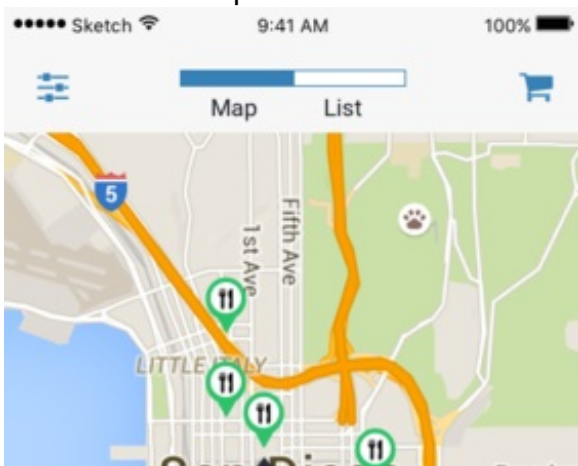 Sketch 9:41 AM 100%
Map List
5
Fifth Ave
1st Ave
LITTLE ITALY